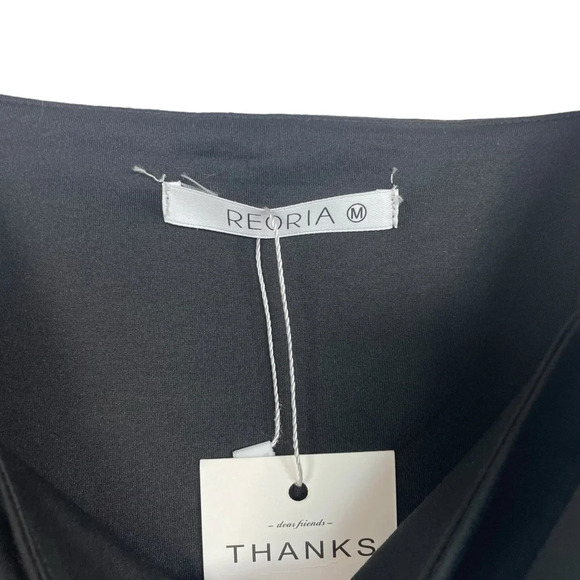 REORIA Ⓜ
– dear friends –
THANKS